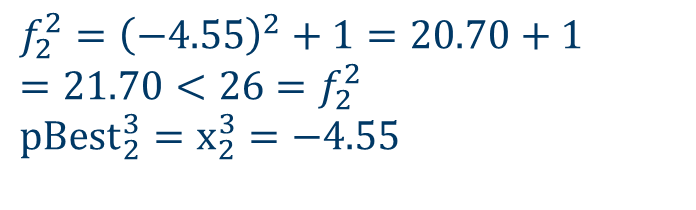 f₂² = (−4.55)² + 1 = 20.70 + 1
= 21.70 < 26 = f₂²
pBest₂³ = x₂³ = −4.55